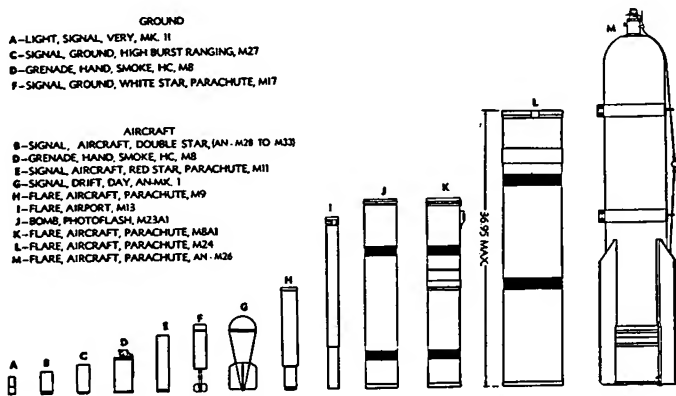 GROUND
A-LIGHT, SIGNAL, VERY, MK. II
C-SIGNAL, GROUND, HIGH BURST RANGING, M27
D-GRENADE, HAND, SMOKE, HC, M8
F-SIGNAL, GROUND, WHITE STAR, PARACHUTE, M17
AIRCRAFT
B-SIGNAL, AIRCRAFT, DOUBLE STAR, (AN-M28 TO M33)
D-GRENADE, HAND, SMOKE, HC, M8
E-SIGNAL, AIRCRAFT, RED STAR, PARACHUTE, M11
G-SIGNAL, DRIFT, DAY, AN-MK. 1
H-FLARE, AIRCRAFT, PARACHUTE, M9
I-FLARE, AIRPORT, M13
J-BOMB, PHOTOFLASH, M23A1
K-FLARE, AIRCRAFT, PARACHUTE, M8A1
L-FLARE, AIRCRAFT, PARACHUTE, M24
M-FLARE, AIRCRAFT, PARACHUTE, AN-M26
A
B
C
D
E
F
G
H
I
J
K
L
M
36.95 MAX.